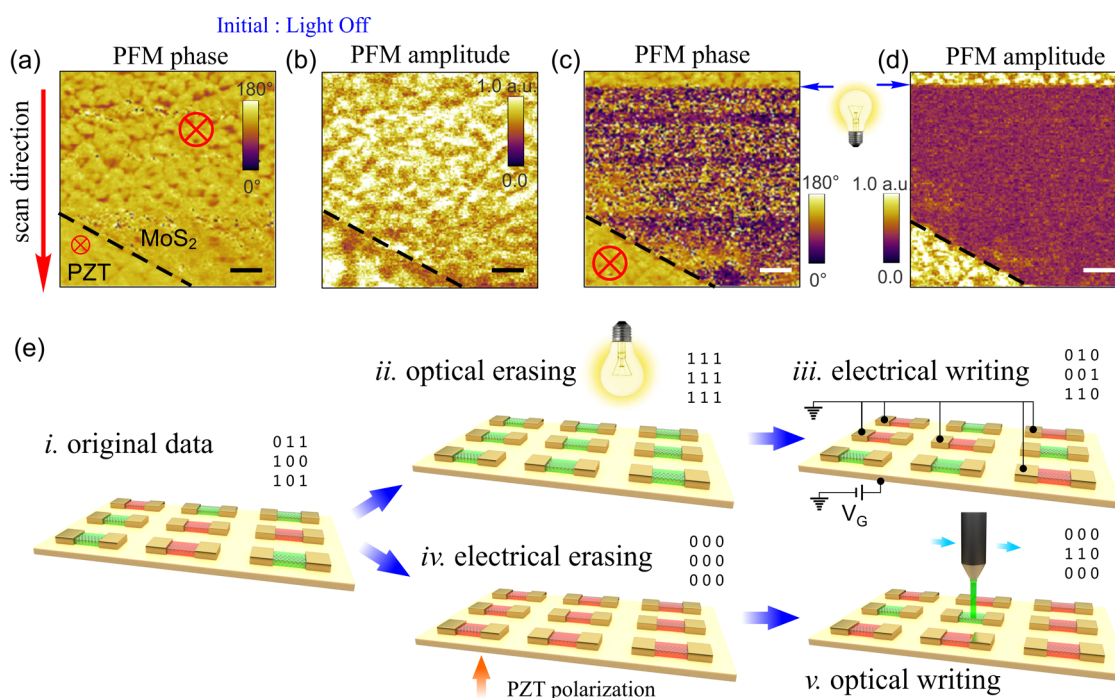 Initial : Light Off
(a) PFM phase
(b) PFM amplitude
(c) PFM phase
(d) PFM amplitude
scan direction
180°
0°
MoS₂
PZT
1.0 a.u.
0.0
180°
0°
1.0 a.u.
0.0
(e)
i. original data
0 1 1
1 0 0
1 0 1
ii. optical erasing
1 1 1
1 1 1
1 1 1
iii. electrical writing
0 1 0
0 0 1
1 1 0
V_G
iv. electrical erasing
0 0 0
0 0 0
0 0 0
PZT polarization
0 0 0
1 1 0
0 0 0
v. optical writing